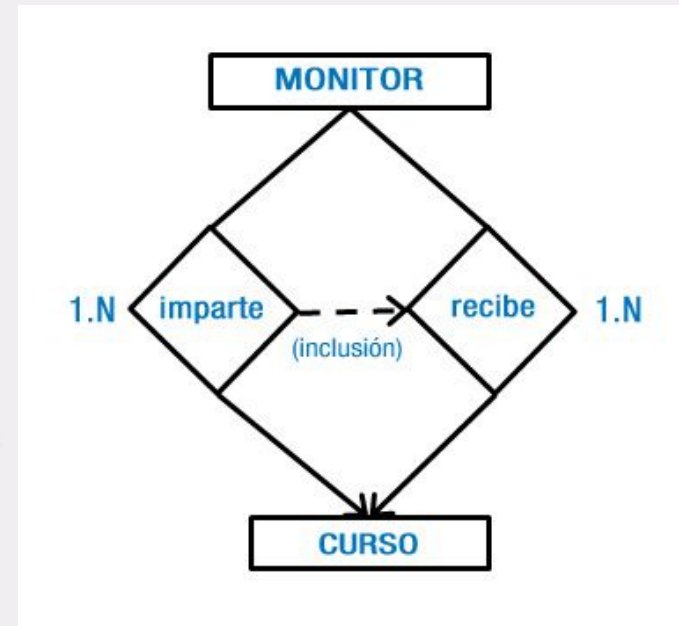 MONITOR
1.N
imparte
recibe
1.N
(inclusión)
CURSO